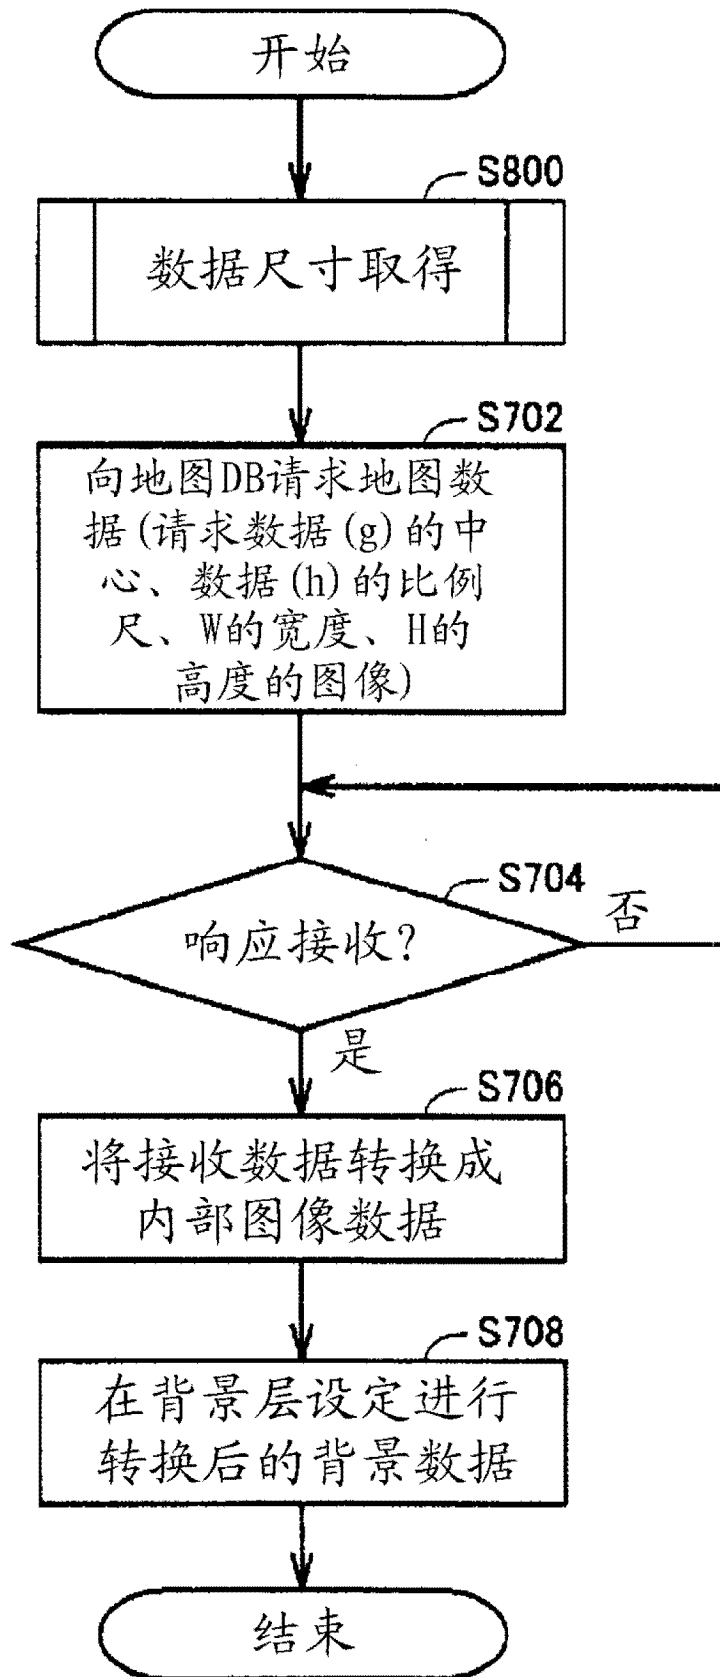 开始
S800
数据尺寸取得
S702
向地图DB请求地图数
据(请求数据(g)的中
心、数据(h)的比例
尺、W的宽度、H的
高度的图像)
S704
响应接收?
否
是
S706
将接收数据转换成
内部图像数据
S708
在背景层设定进行
转换后的背景数据
结束